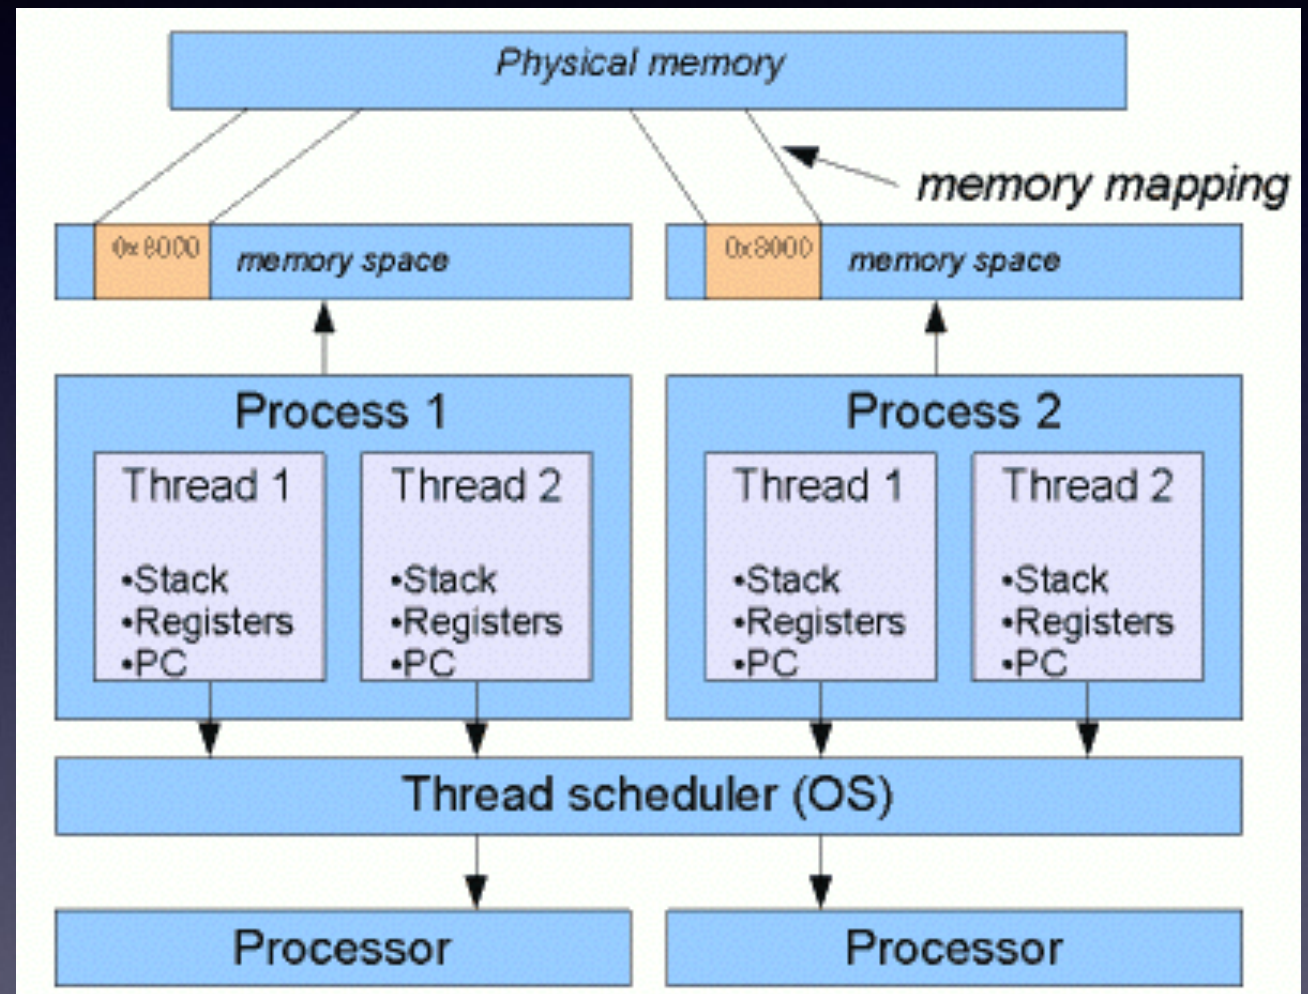 Physical memory
memory mapping
0x8000 memory space
0x8000 memory space
Process 1
Process 2
Thread 1
Thread 2
Thread 1
Thread 2
•Stack
•Registers
•PC
•Stack
•Registers
•PC
•Stack
•Registers
•PC
•Stack
•Registers
•PC
Thread scheduler (OS)
Processor
Processor